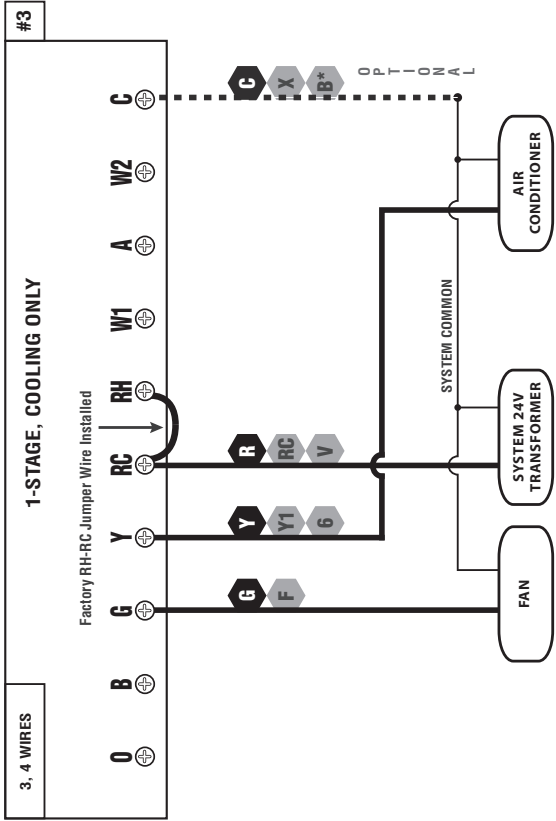 3, 4 WIRES
#3
1-STAGE, COOLING ONLY
O B G Y RC RH W1 A W2 C
Factory RH-RC Jumper Wire Installed
G
F
Y
Y1
6
R
RC
V
C
X
B*
OPTIONAL
SYSTEM COMMON
FAN
SYSTEM 24V
TRANSFORMER
AIR
CONDITIONER